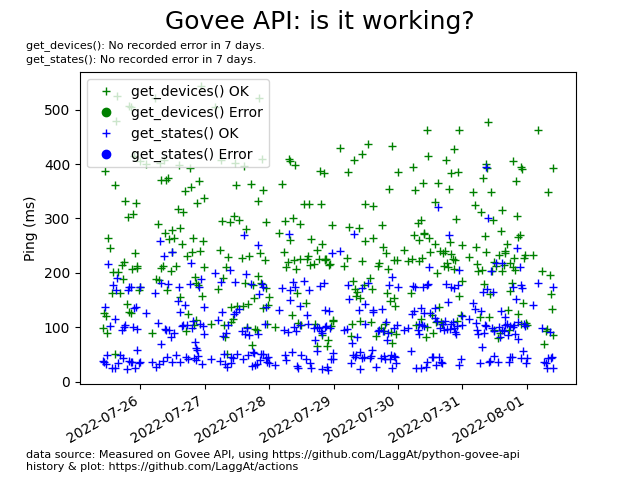 Govee API: is it working?
get_devices(): No recorded error in 7 days.
get_states(): No recorded error in 7 days.
get_devices() OK
get_devices() Error
get_states() OK
get_states() Error
Ping (ms)
500
400
300
200
100
0
2022-07-26
2022-07-27
2022-07-28
2022-07-29
2022-07-30
2022-07-31
2022-08-01
data source: Measured on Govee API, using https://github.com/LaggAt/python-govee-api
history & plot: https://github.com/LaggAt/actions